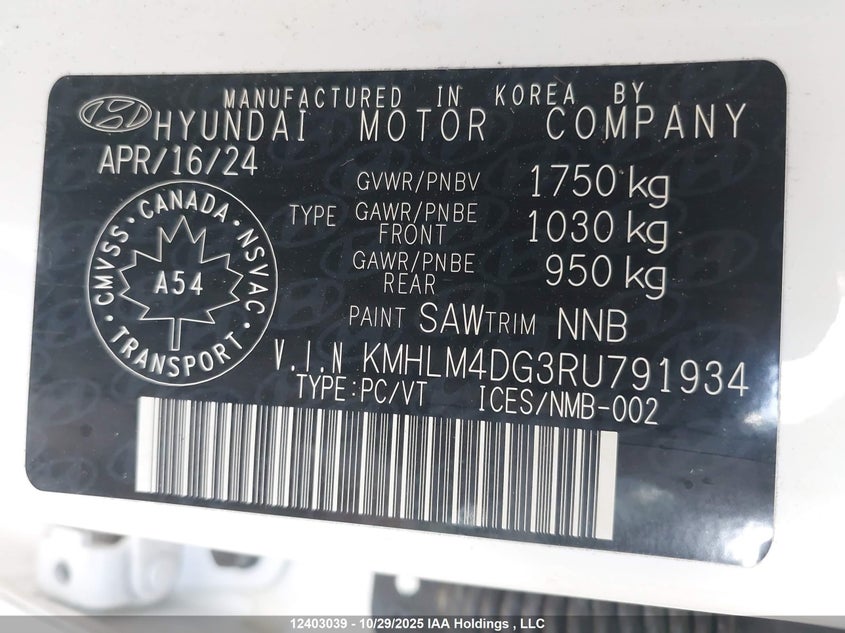 MANUFACTURED IN KOREA BY
HYUNDAI MOTOR COMPANY
APR/16/24
GVWR/PNBV 1750 kg
TYPE GAWR/PNBE FRONT 1030 kg
GAWR/PNBE REAR 950 kg
CMVSS · CANADA · NSVAC · TRANSPORT ·
A54
PAINT SAW TRIM NNB
V.I.N KMHLM4DG3RU791934
TYPE:PC/VT ICES/NMB-002
12403039 - 10/29/2025 IAA Holdings , LLC